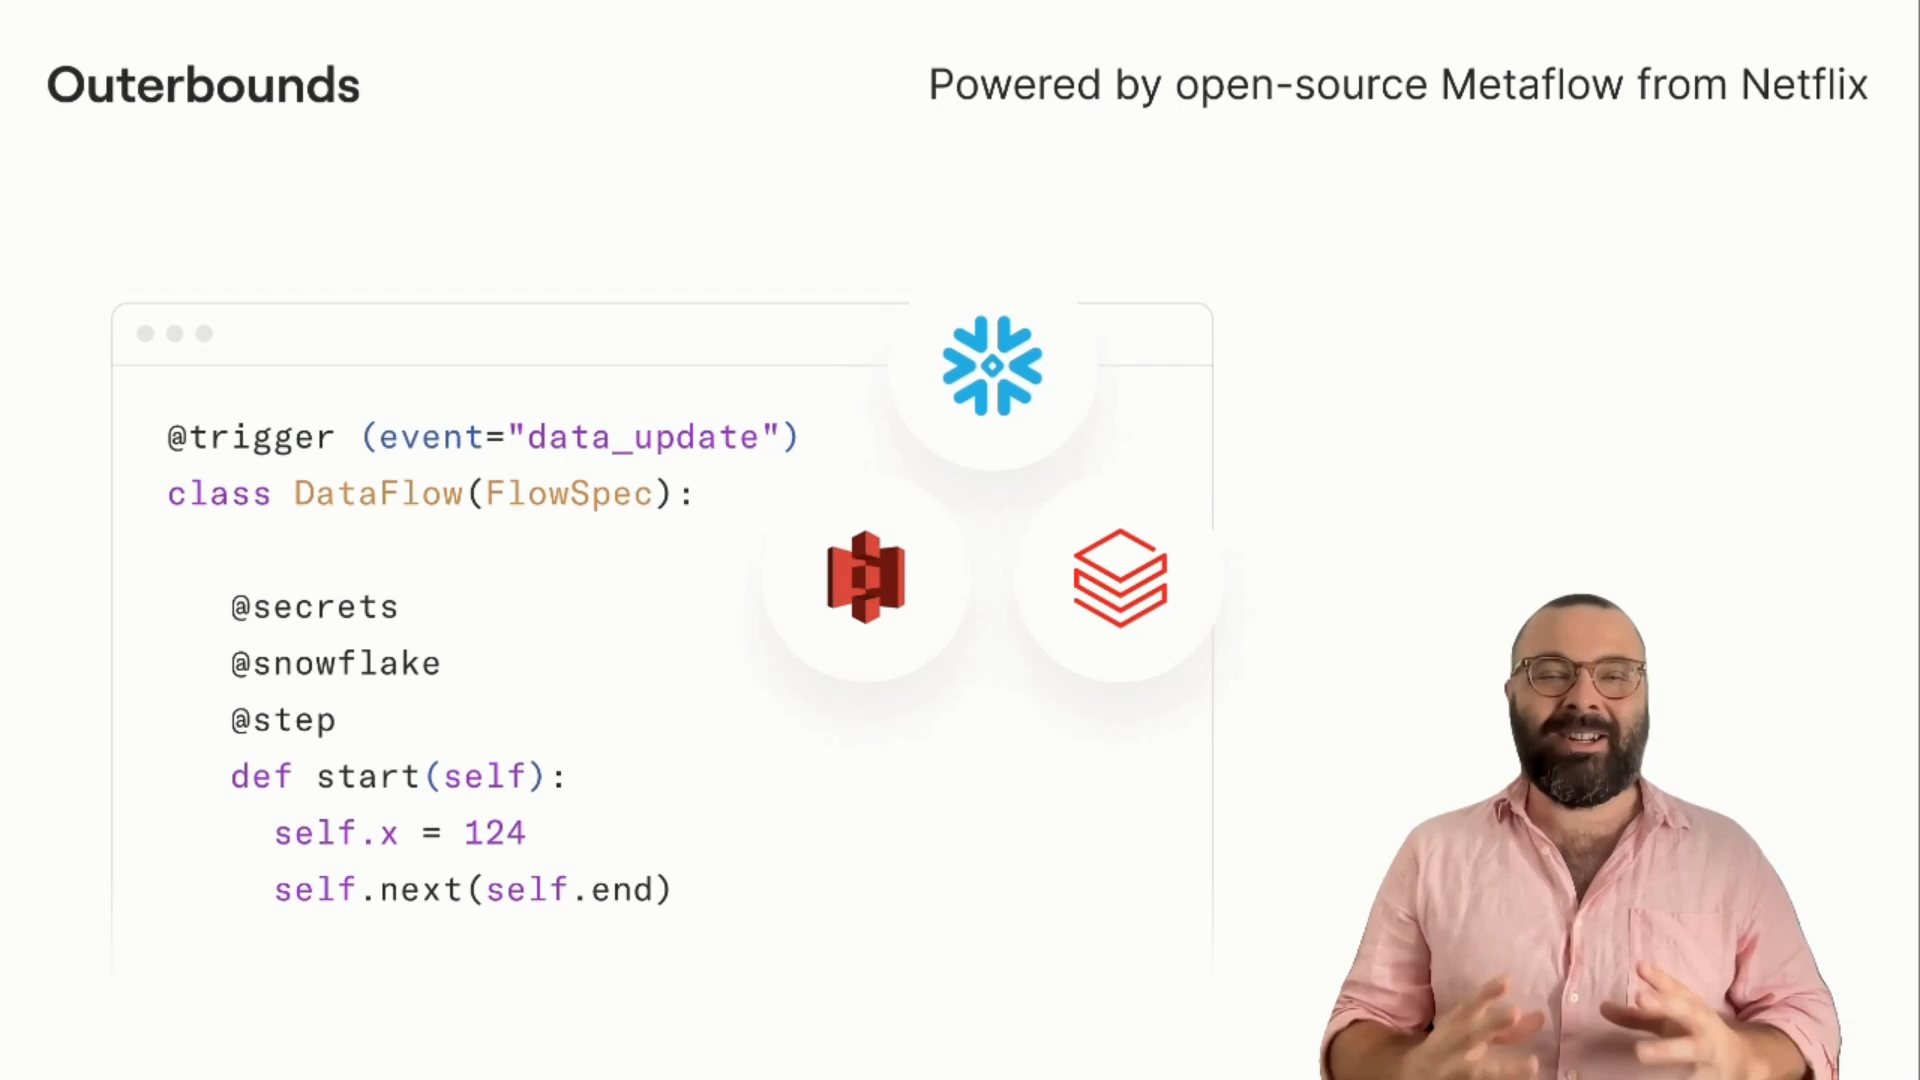 Outerbounds
Powered by open-source Metaflow from Netflix
@trigger (event="data_update")
class DataFlow(FlowSpec):
@secrets
@snowflake
@step
def start(self):
self.x = 124
self.next(self.end)